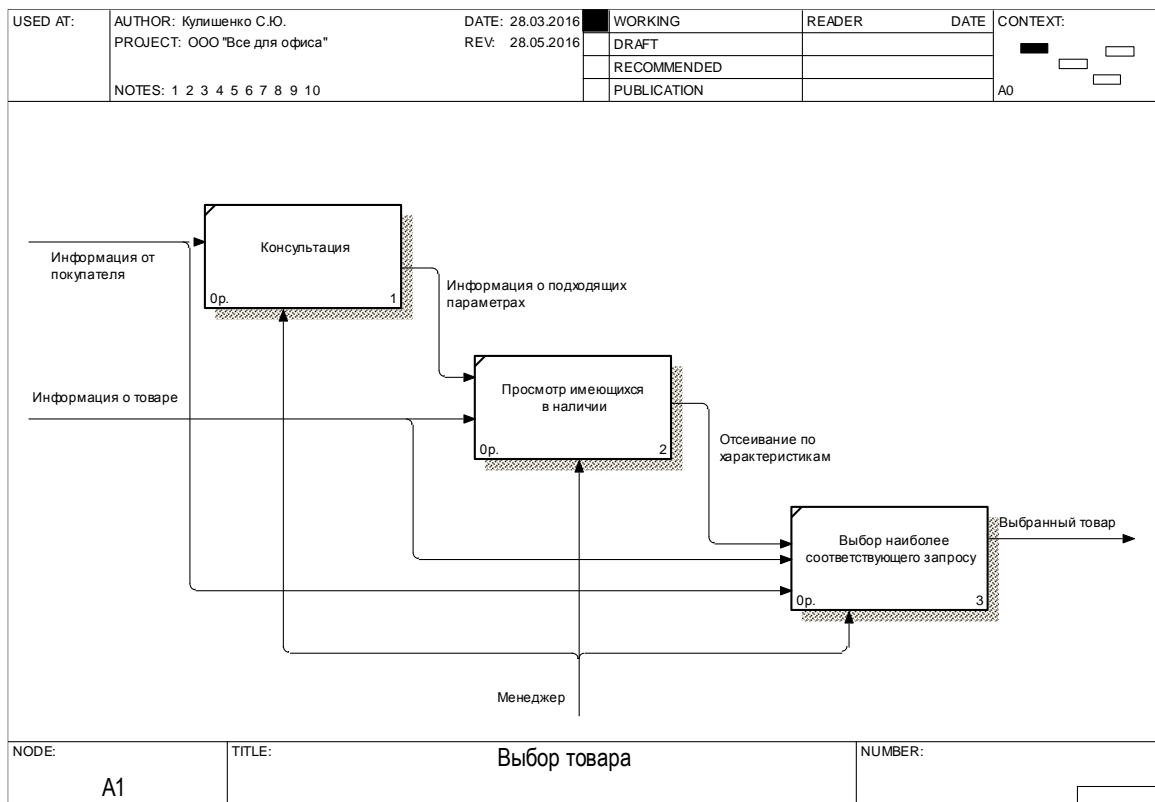 USED AT:
AUTHOR: Кулишенко С.Ю.
DATE: 28.03.2016
WORKING
READER
DATE
CONTEXT:
PROJECT: ООО "Все для офиса"
REV: 28.05.2016
DRAFT
RECOMMENDED
NOTES: 1 2 3 4 5 6 7 8 9 10
PUBLICATION
A0
Консультация
0р.
1
Информация от
покупателя
Информация о подходящих
параметрах
Просмотр имеющихся
в наличии
0р.
2
Информация о товаре
Отсеивание по
характеристикам
Выбор наиболее
соответствующего запросу
0р.
3
Выбранный товар
Менеджер
NODE:
A1
TITLE:
Выбор товара
NUMBER: